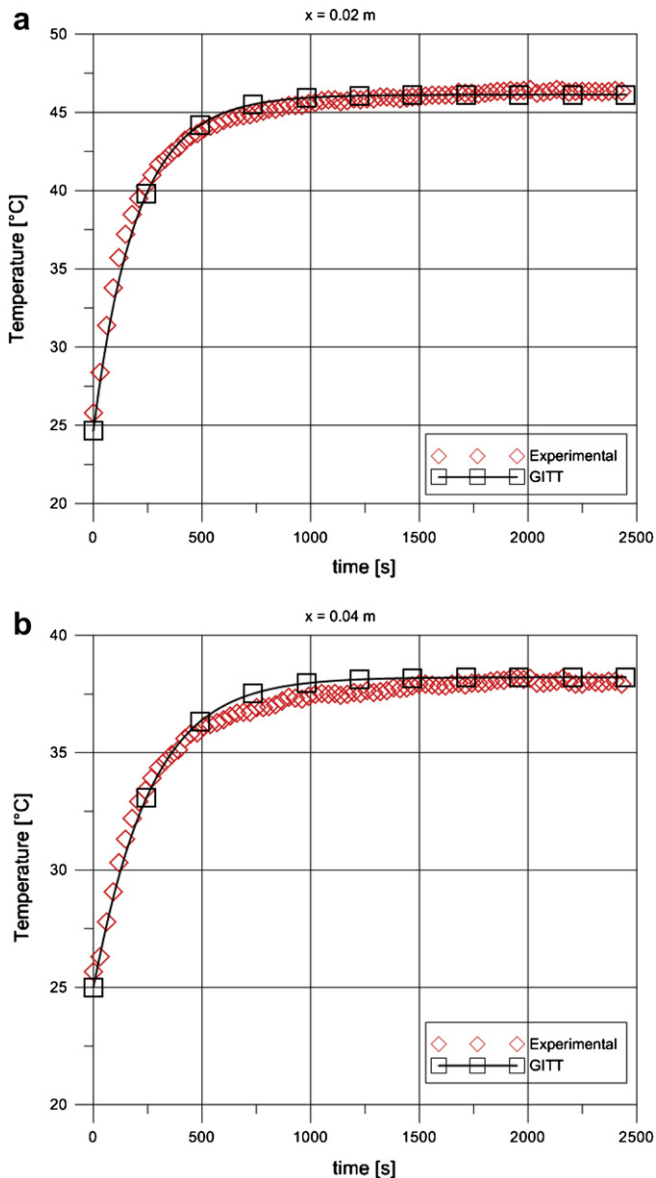 a
x = 0.02 m
50
45
40
35
30
25
20
Temperature [°C]
Experimental
GITT
0 500 1000 1500 2000 2500
time [s]
b
x = 0.04 m
40
35
30
25
20
Temperature [°C]
Experimental
GITT
0 500 1000 1500 2000 2500
time [s]